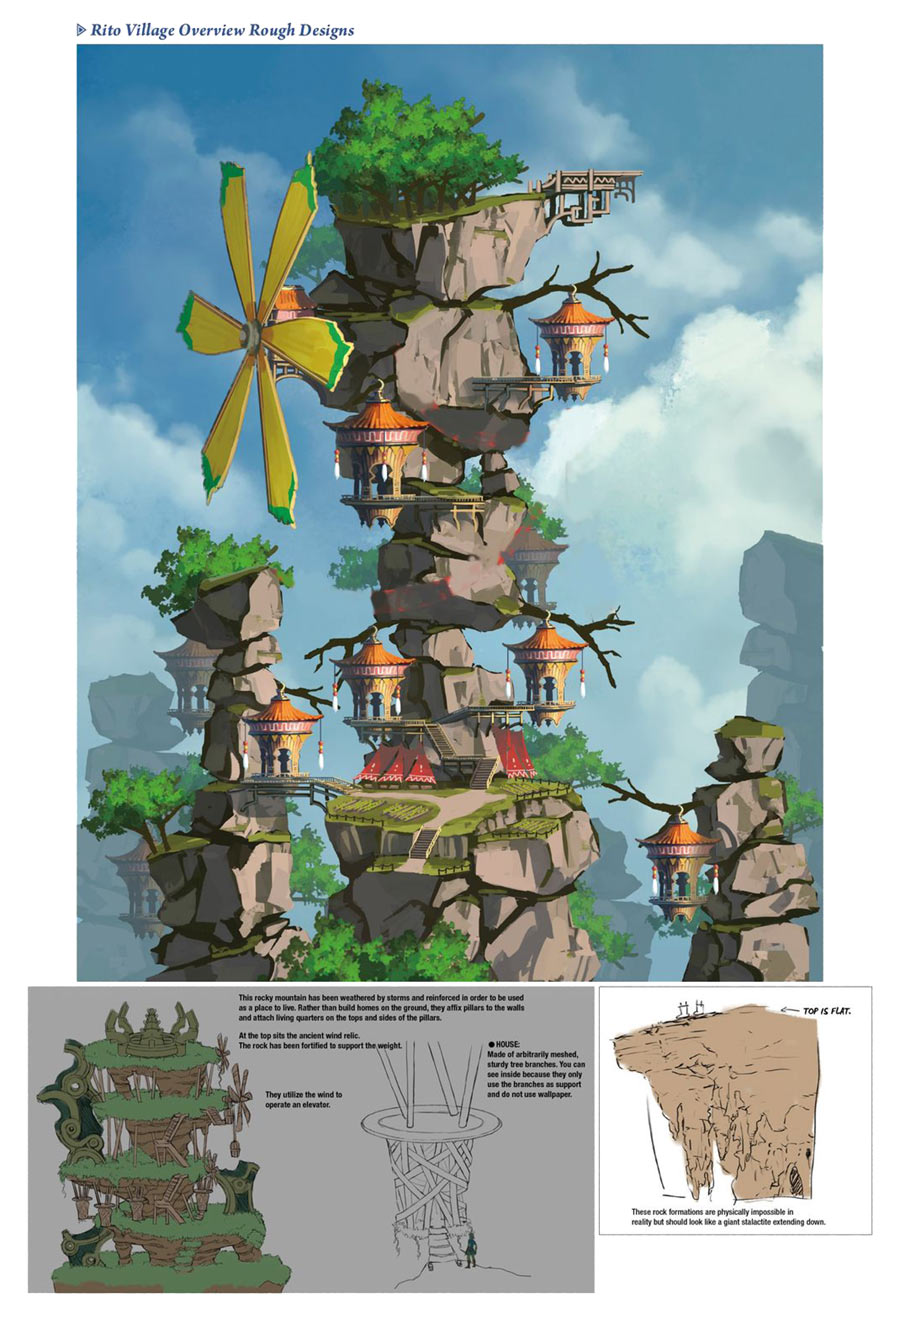 Rito Village Overview Rough Designs
This rocky mountain has been weathered by storms and reinforced in order to be used
as a place to live. Rather than build homes on the ground, they affix pillars to the walls
and attach living quarters on the tops and sides of the pillars.
At the top sits the ancient wind relic.
The rock has been fortified to support the weight.
They utilize the wind to
operate an elevator.
● HOUSE:
Made of arbitrarily meshed,
sturdy tree branches. You can
see inside because they only
use the branches as support
and do not use wallpaper.
TOP IS FLAT.
These rock formations are physically impossible in
reality but should look like a giant stalactite extending down.